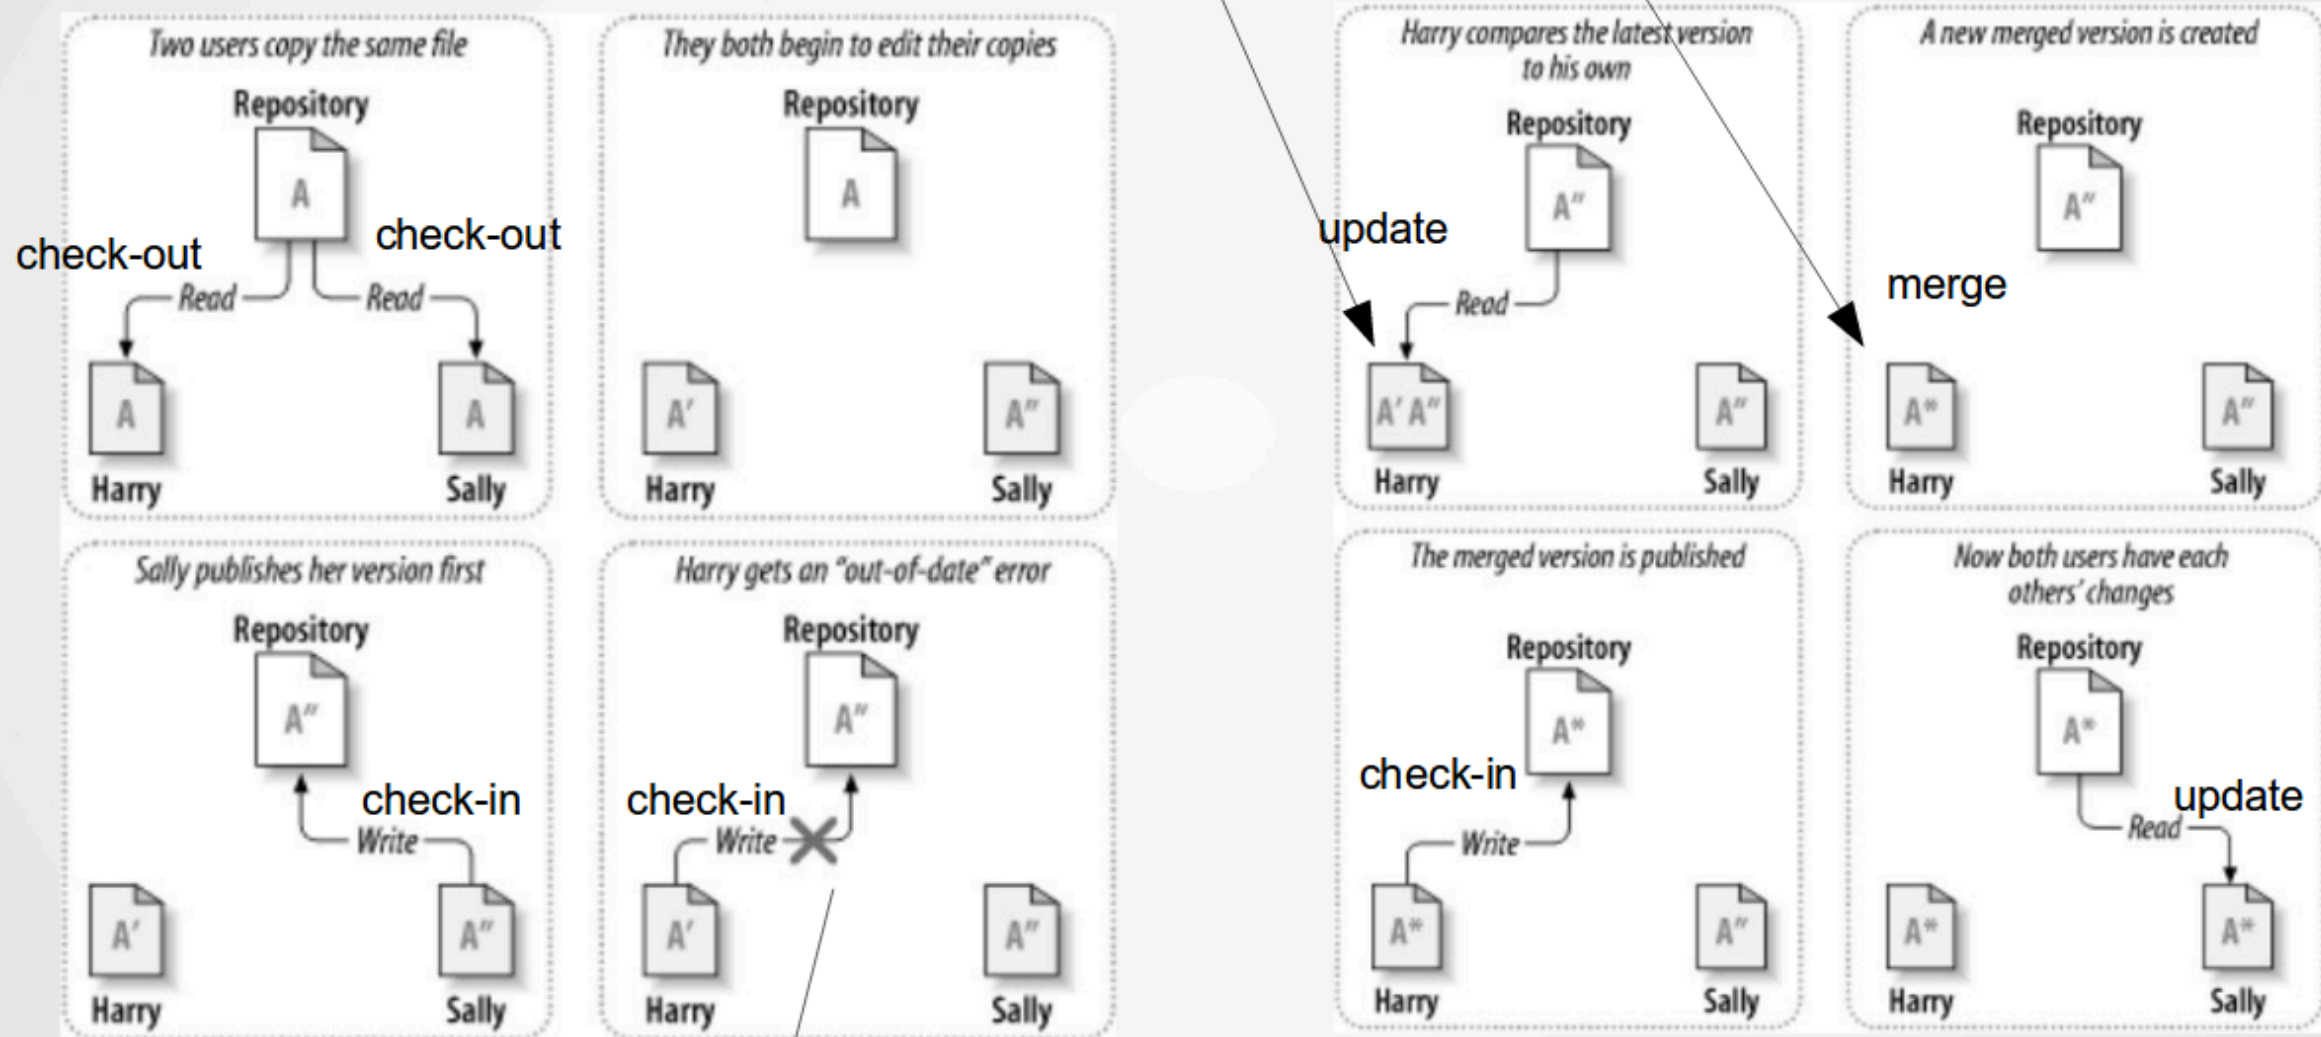 Two users copy the same file
Repository
A
check-out
check-out
Read
Read
A
A
Harry
Sally
They both begin to edit their copies
Repository
A
A'
A"
Harry
Sally
Sally publishes her version first
Repository
A"
check-in
Write
A'
A"
Harry
Sally
Harry gets an "out-of-date" error
Repository
A"
check-in
Write
A'
A"
Harry
Sally
Harry compares the latest version
to his own
Repository
A"
update
Read
A' A"
A"
Harry
Sally
A new merged version is created
Repository
A"
merge
A*
A"
Harry
Sally
The merged version is published
Repository
A*
check-in
Write
A*
A"
Harry
Sally
Now both users have each
others' changes
Repository
A*
update
Read
A*
A*
Harry
Sally